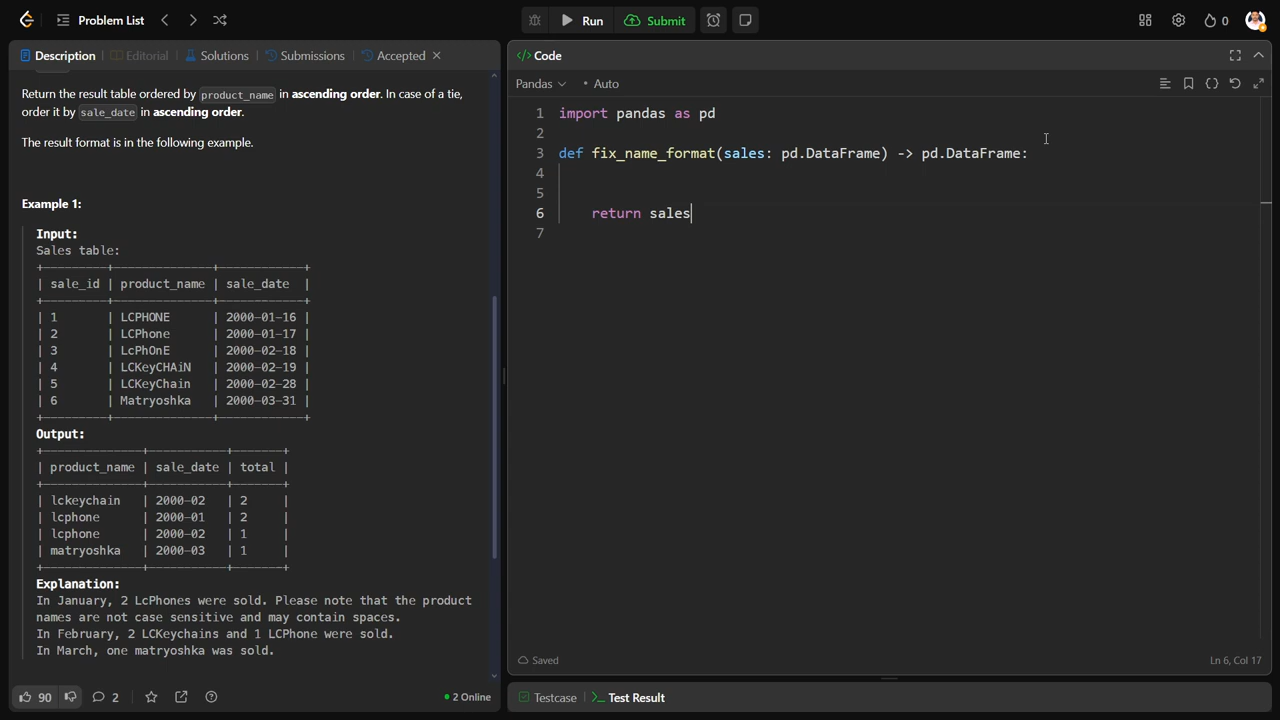 Problem List
Run
Submit
0
Description
Editorial
Solutions
Submissions
Accepted
Return the result table ordered by product_name in ascending order. In case of a tie,
order it by sale_date in ascending order.
The result format is in the following example.
Example 1:
Input:
Sales table:
+---------+--------------+------------+
| sale_id | product_name | sale_date  |
+---------+--------------+------------+
| 1       | LCPHONE      | 2000-01-16 |
| 2       | LCPhone      | 2000-01-17 |
| 3       | LcPhOnE      | 2000-02-18 |
| 4       | LCKeyCHAiN   | 2000-02-19 |
| 5       | LCKeyChain   | 2000-02-28 |
| 6       | Matryoshka   | 2000-03-31 |
+---------+--------------+------------+
Output:
+--------------+-----------+-------+
| product_name | sale_date | total |
+--------------+-----------+-------+
| lckeychain   | 2000-02   | 2     |
| lcphone      | 2000-01   | 2     |
| lcphone      | 2000-02   | 1     |
| matryoshka   | 2000-03   | 1     |
+--------------+-----------+-------+
Explanation:
In January, 2 LcPhones were sold. Please note that the product
names are not case sensitive and may contain spaces.
In February, 2 LCKeychains and 1 LCPhone were sold.
In March, one matryoshka was sold.
90
2
2 Online
</> Code
Pandas
Auto
1 import pandas as pd
2
3 def fix_name_format(sales: pd.DataFrame) -> pd.DataFrame:
4
5
6     return sales
7
Saved
Ln 6, Col 17
Testcase
Test Result